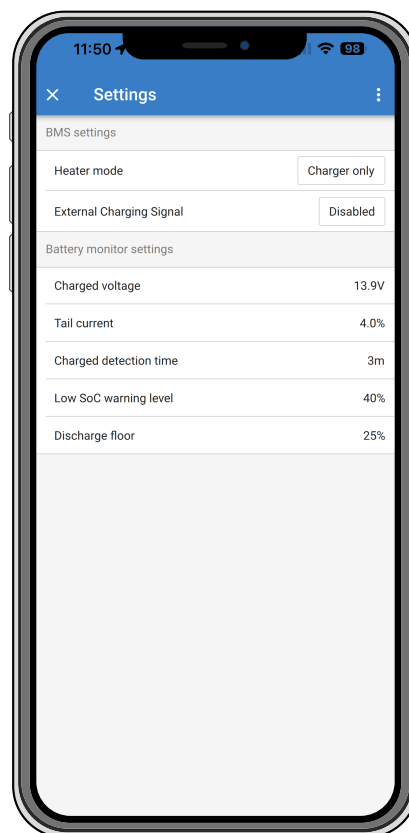 11:50
98
Settings
BMS settings
Heater mode Charger only
External Charging Signal Disabled
Battery monitor settings
Charged voltage 13.9V
Tail current 4.0%
Charged detection time 3m
Low SoC warning level 40%
Discharge floor 25%